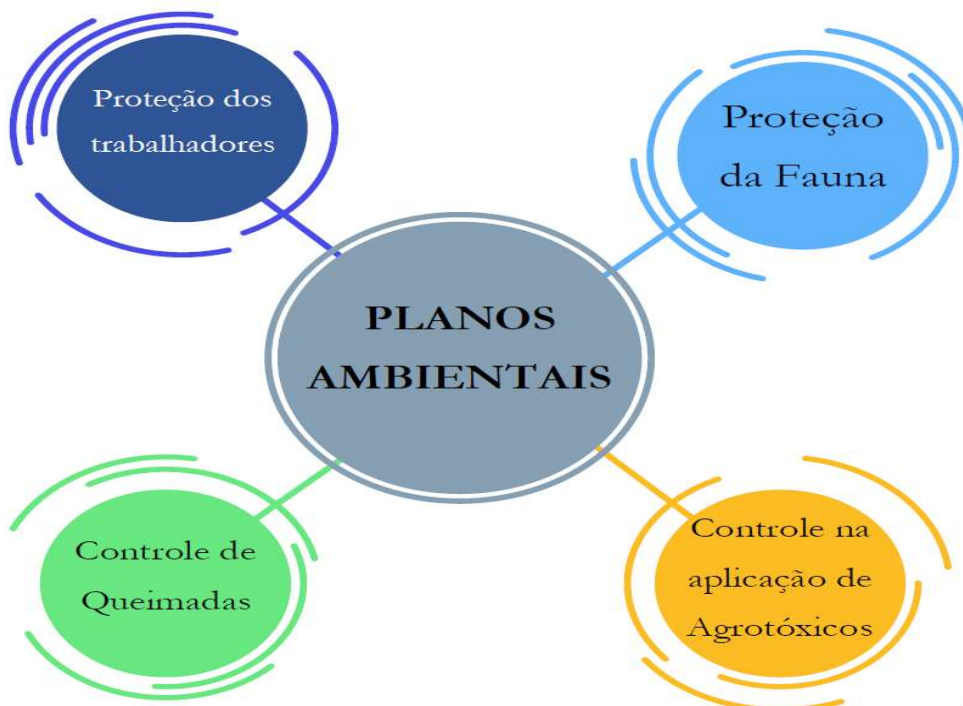 Proteção dos
trabalhadores
Proteção
da Fauna
PLANOS
AMBIENTAIS
Controle de
Queimadas
Controle na
aplicação de
Agrotóxicos